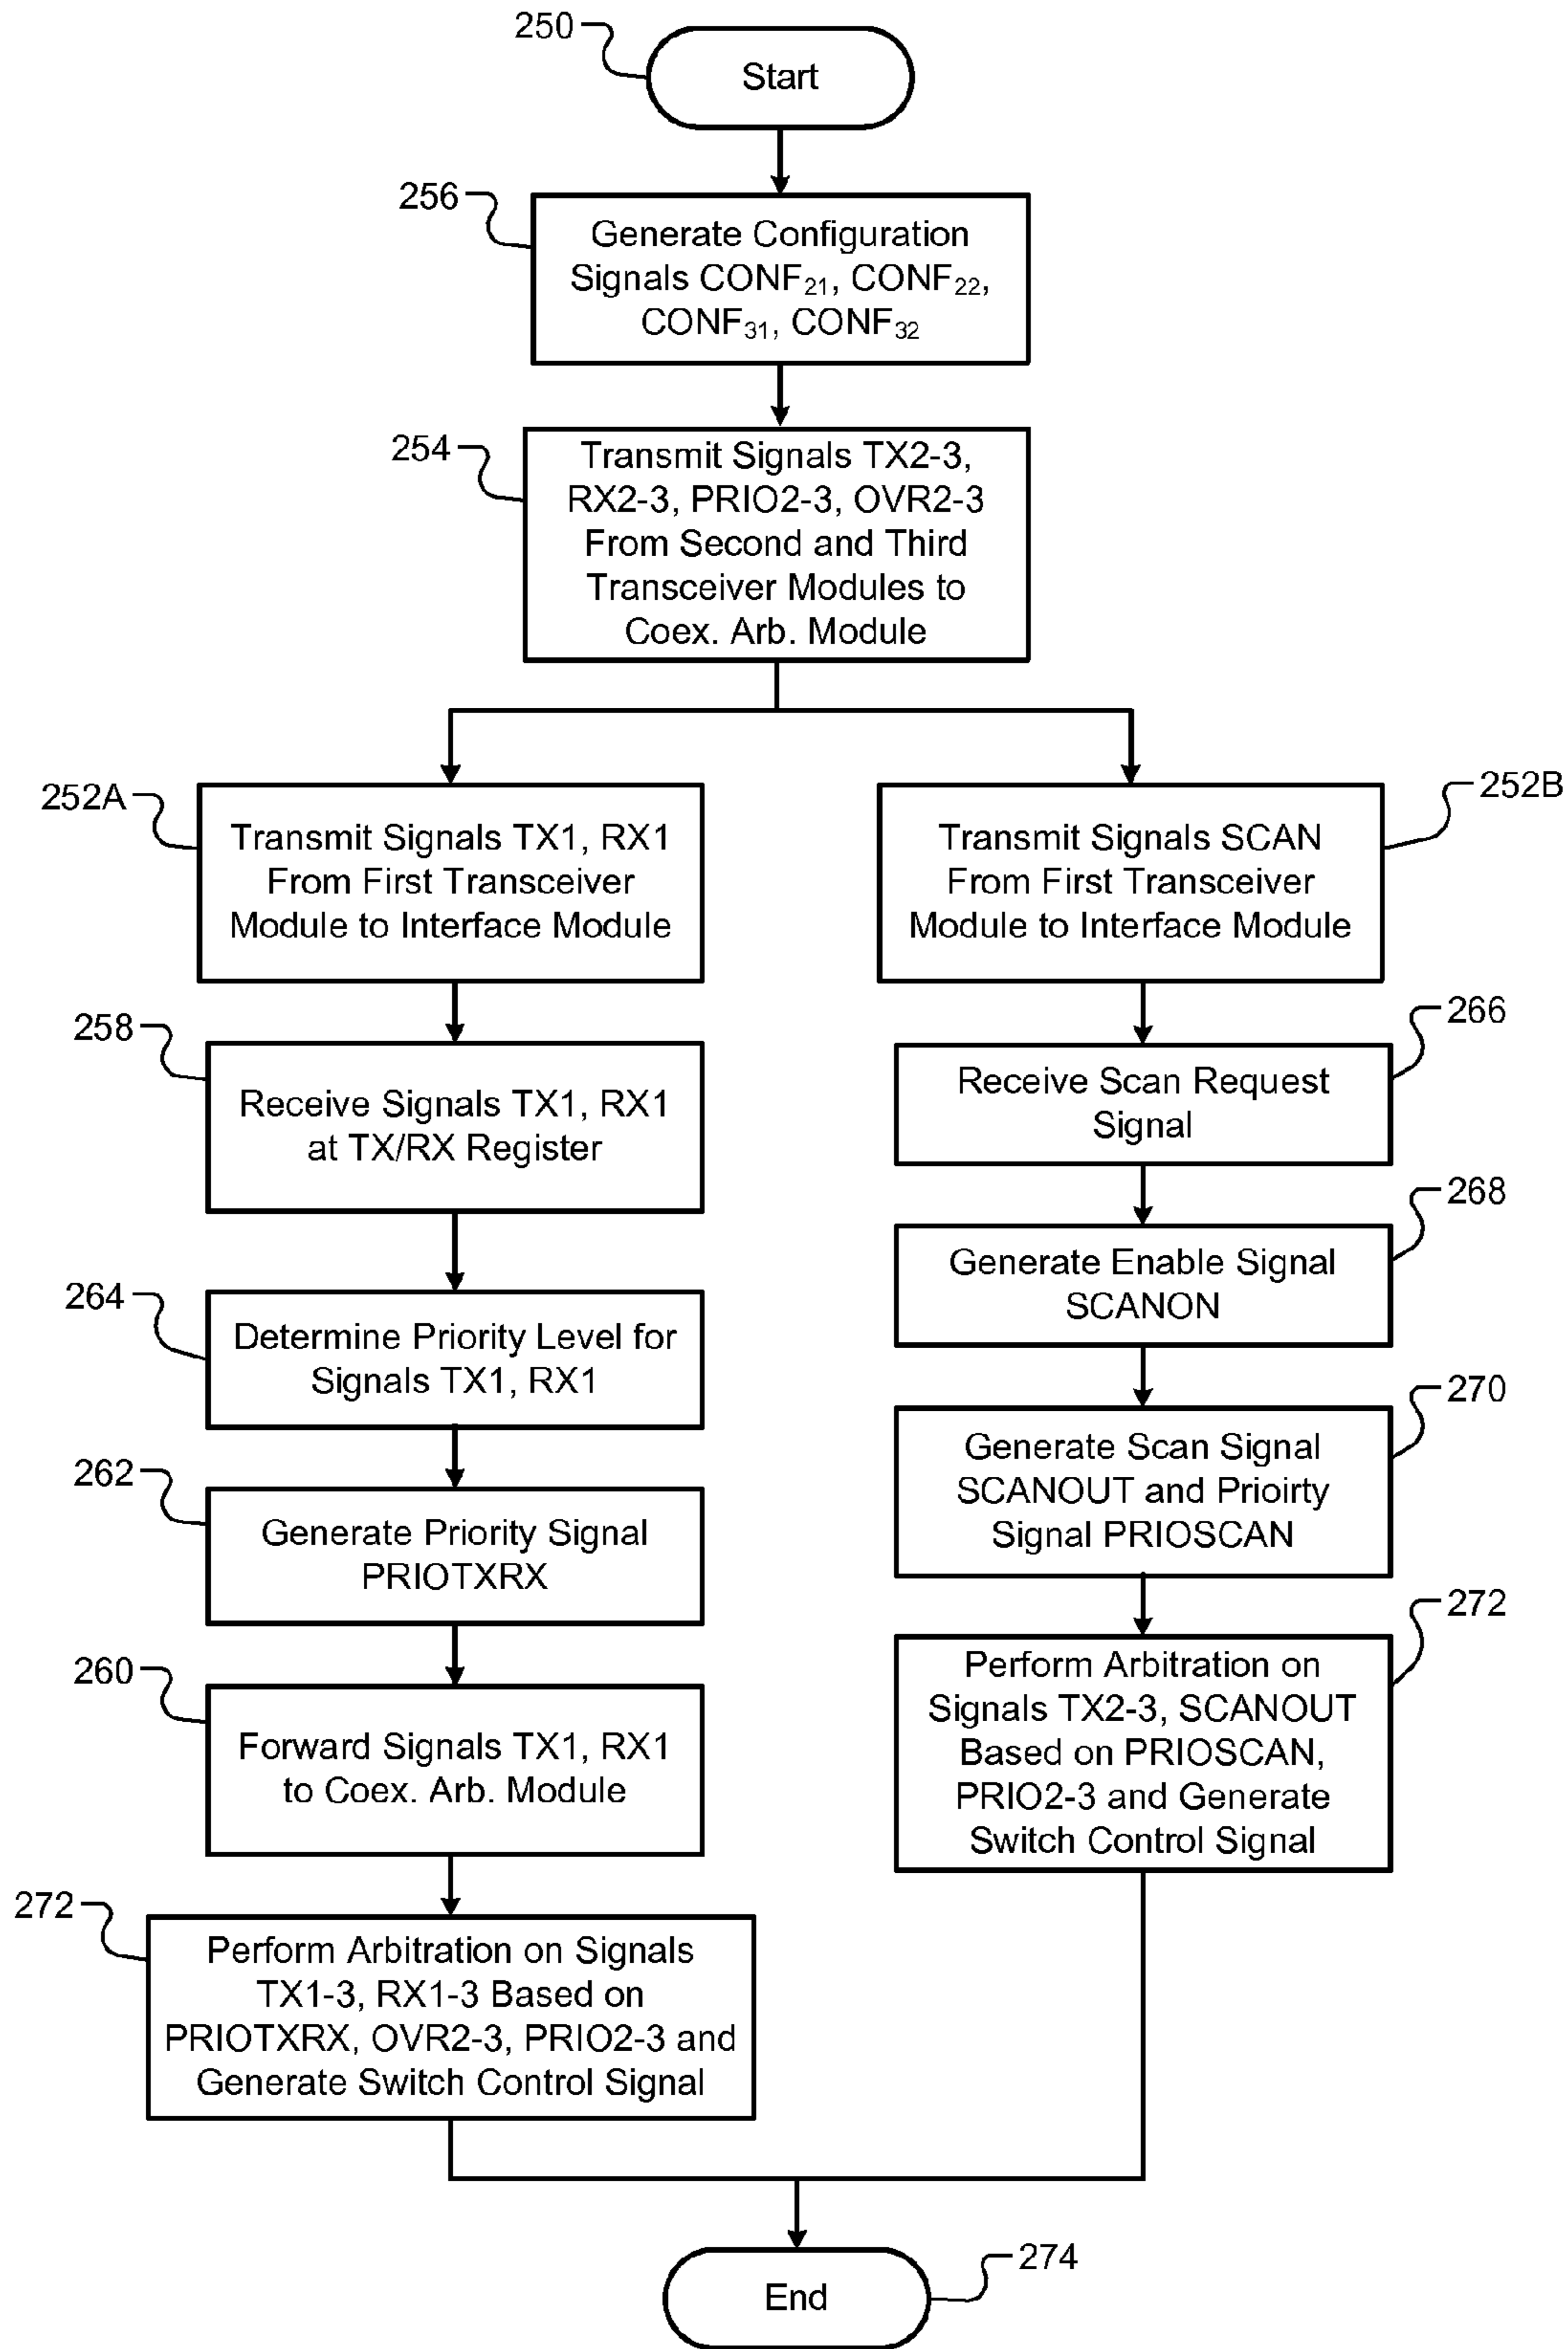 250
Start
256
Generate Configuration
Signals CONF₂₁, CONF₂₂,
CONF₃₁, CONF₃₂
254
Transmit Signals TX2-3,
RX2-3, PRIO2-3, OVR2-3
From Second and Third
Transceiver Modules to
Coex. Arb. Module
252A
Transmit Signals TX1, RX1
From First Transceiver
Module to Interface Module
258
Receive Signals TX1, RX1
at TX/RX Register
264
Determine Priority Level for
Signals TX1, RX1
262
Generate Priority Signal
PRIOTXRX
260
Forward Signals TX1, RX1
to Coex. Arb. Module
272
Perform Arbitration on Signals
TX1-3, RX1-3 Based on
PRIOTXRX, OVR2-3, PRIO2-3 and
Generate Switch Control Signal
252B
Transmit Signals SCAN
From First Transceiver
Module to Interface Module
266
Receive Scan Request
Signal
268
Generate Enable Signal
SCANON
270
Generate Scan Signal
SCANOUT and Prioirty
Signal PRIOSCAN
272
Perform Arbitration on
Signals TX2-3, SCANOUT
Based on PRIOSCAN,
PRIO2-3 and Generate
Switch Control Signal
End
274